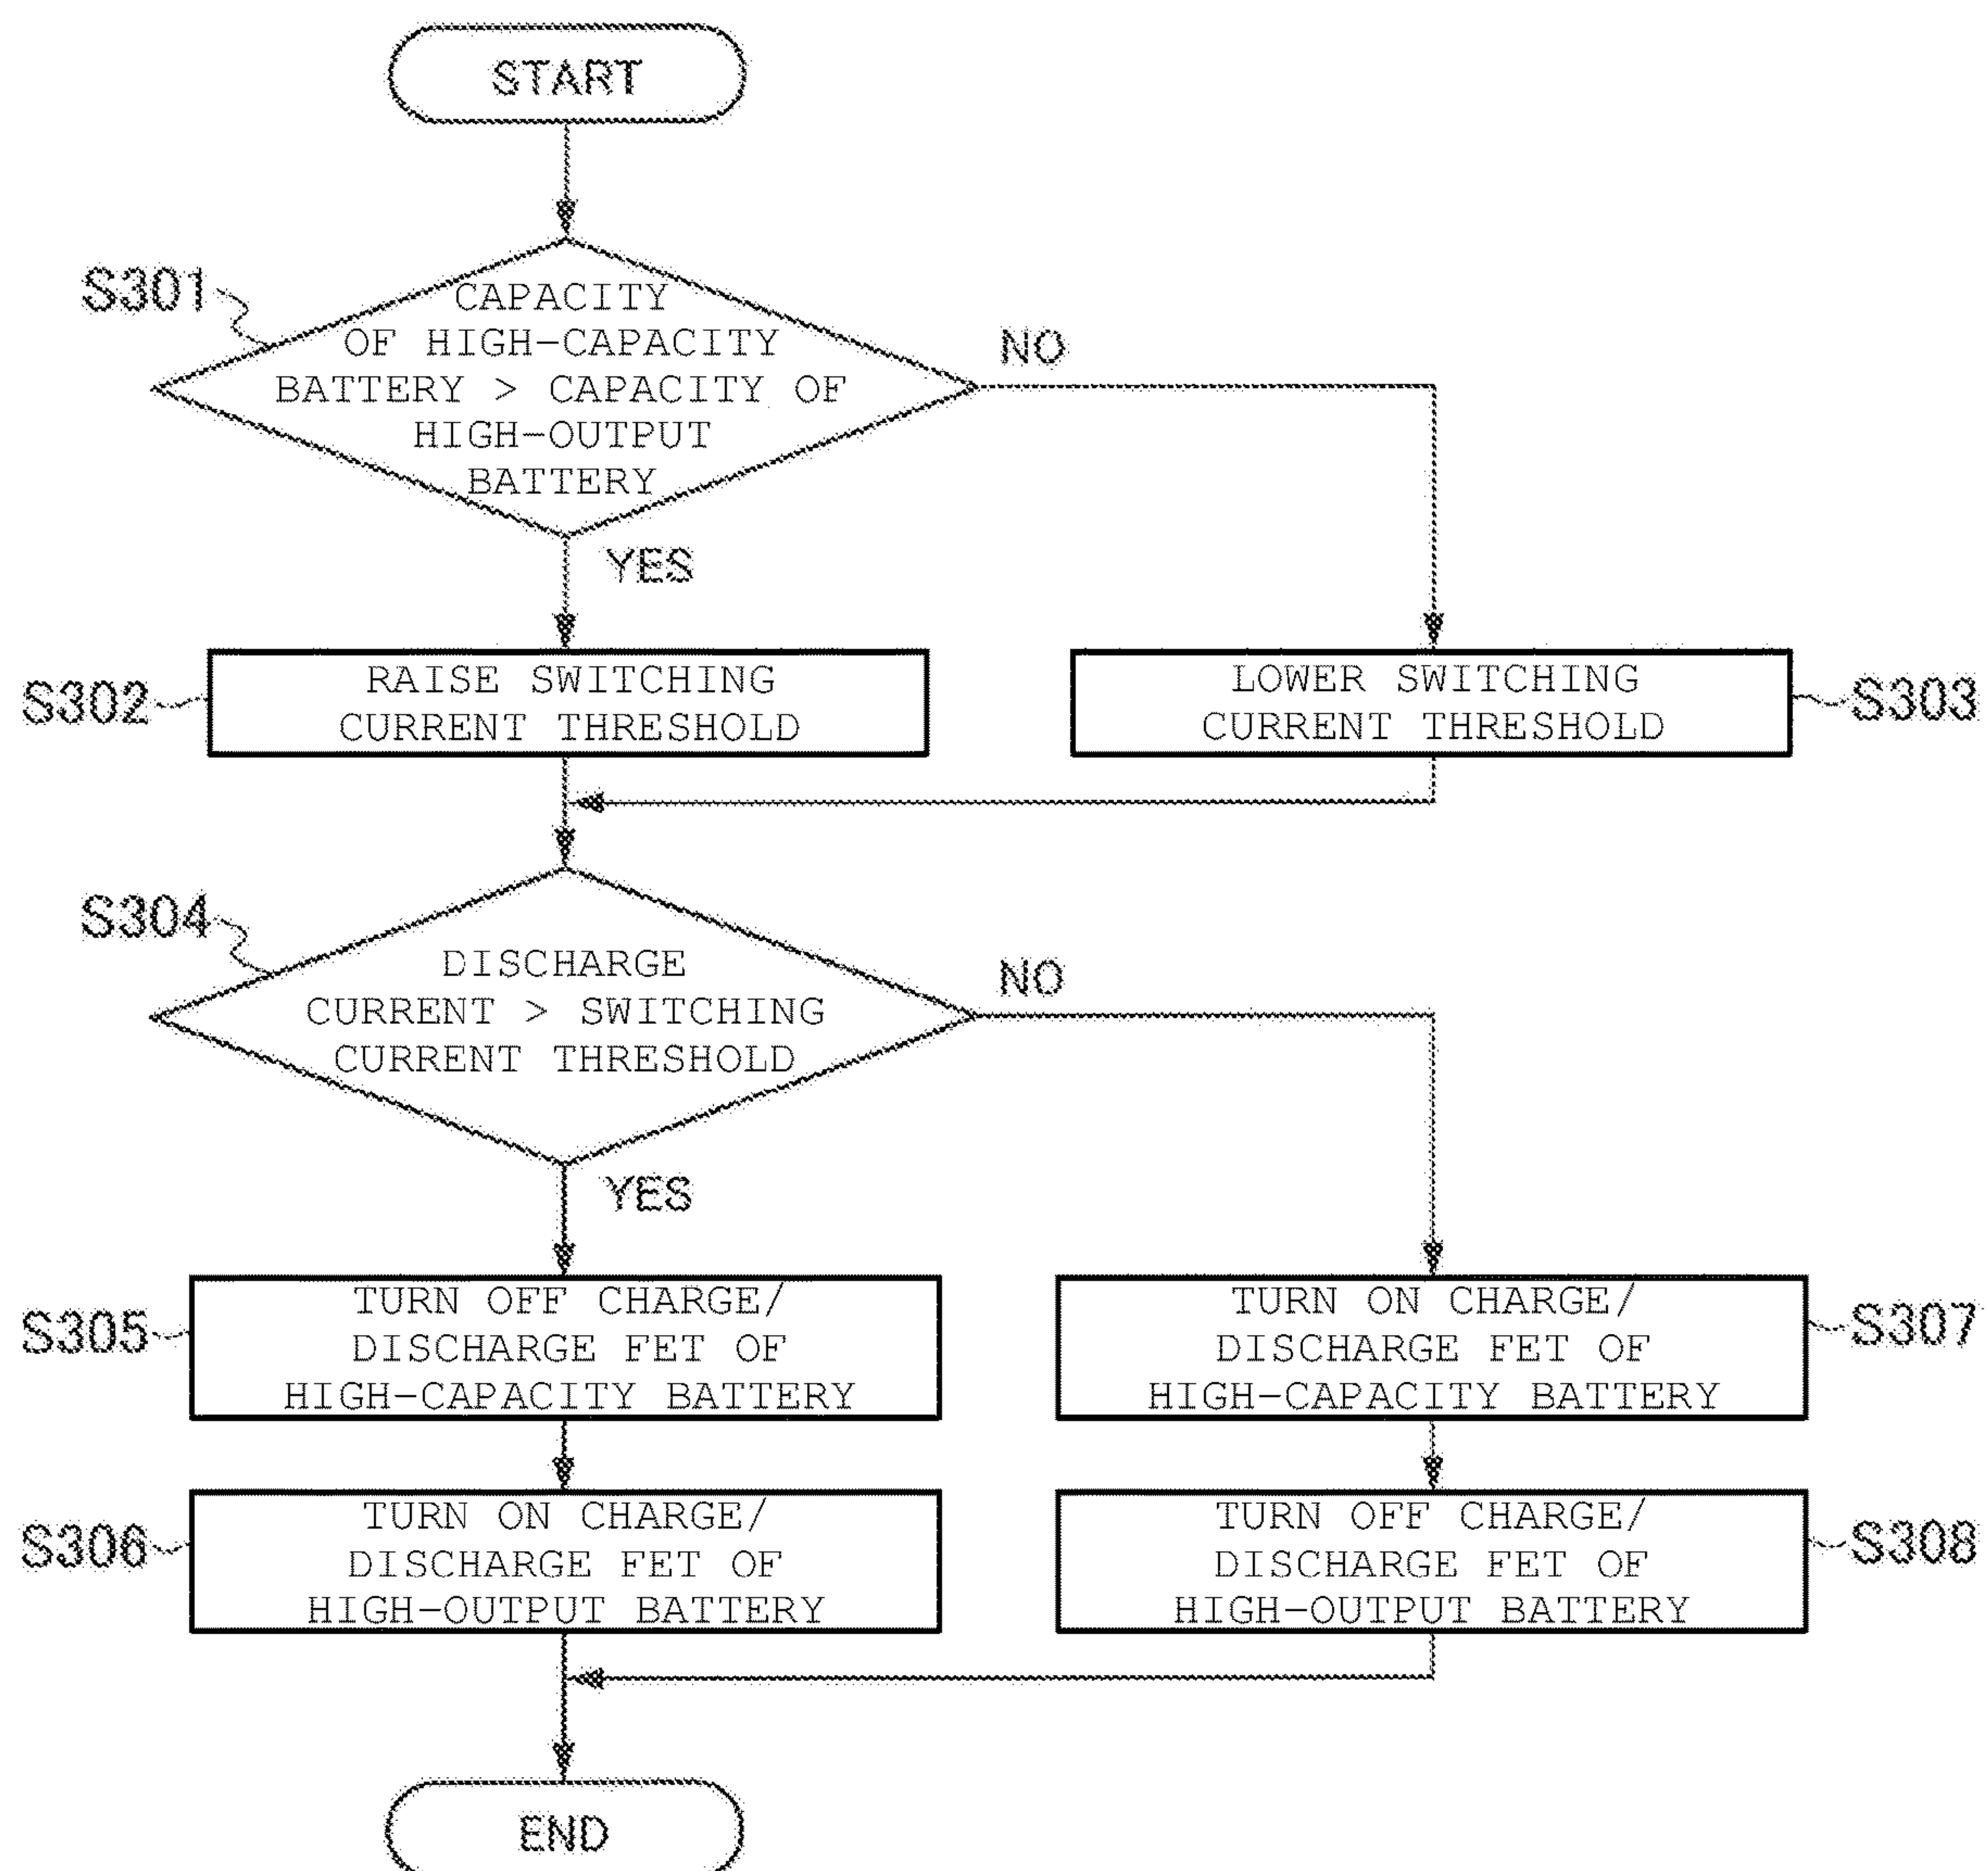 START
S301
CAPACITY
OF HIGH-CAPACITY
BATTERY > CAPACITY OF
HIGH-OUTPUT
BATTERY
NO
YES
S302
RAISE SWITCHING
CURRENT THRESHOLD
LOWER SWITCHING
CURRENT THRESHOLD
S303
S304
DISCHARGE
CURRENT > SWITCHING
CURRENT THRESHOLD
NO
YES
S305
TURN OFF CHARGE/
DISCHARGE FET OF
HIGH-CAPACITY BATTERY
TURN ON CHARGE/
DISCHARGE FET OF
HIGH-CAPACITY BATTERY
S307
S306
TURN ON CHARGE/
DISCHARGE FET OF
HIGH-OUTPUT BATTERY
TURN OFF CHARGE/
DISCHARGE FET OF
HIGH-OUTPUT BATTERY
S308
END